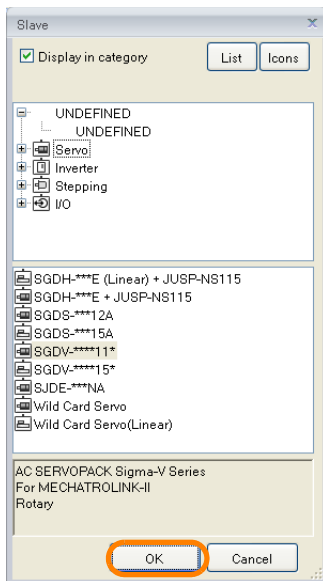 Slave
Display in category
List
Icons
UNDEFINED
UNDEFINED
Servo
Inverter
Stepping
I/O
SGDH-***E (Linear) + JUSP-NS115
SGDH-***E + JUSP-NS115
SGDS-***12A
SGDS-***15A
SGDV-****11*
SGDV-****15*
SJDE-***NA
Wild Card Servo
Wild Card Servo(Linear)
AC SERVOPACK Sigma-V Series
For MECHATROLINK-II
Rotary
OK
Cancel